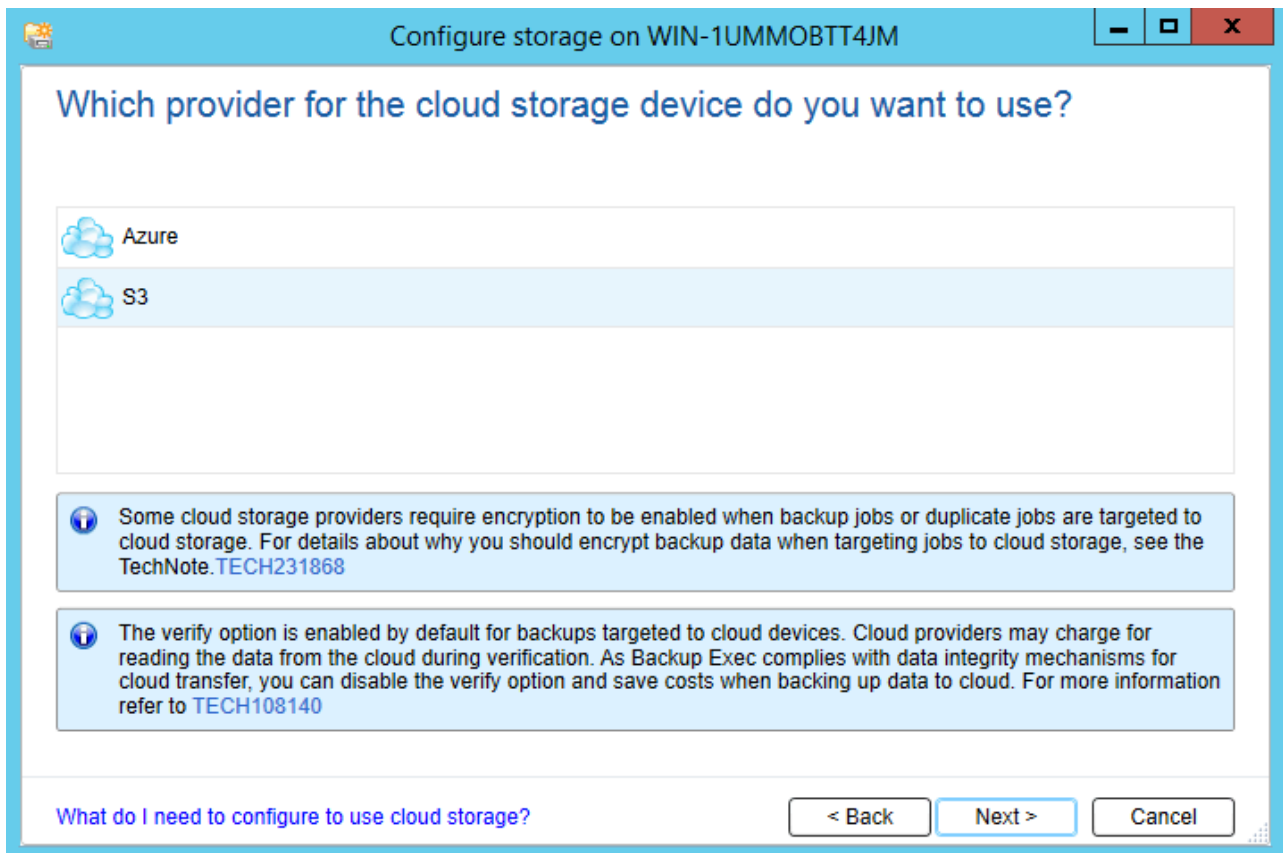 Configure storage on WIN-1UMMOBTT4JM
Which provider for the cloud storage device do you want to use?
Azure
S3
Some cloud storage providers require encryption to be enabled when backup jobs or duplicate jobs are targeted to
cloud storage. For details about why you should encrypt backup data when targeting jobs to cloud storage, see the
TechNote.TECH231868
The verify option is enabled by default for backups targeted to cloud devices. Cloud providers may charge for
reading the data from the cloud during verification. As Backup Exec complies with data integrity mechanisms for
cloud transfer, you can disable the verify option and save costs when backing up data to cloud. For more information
refer to TECH108140
What do I need to configure to use cloud storage?
< Back
Next >
Cancel